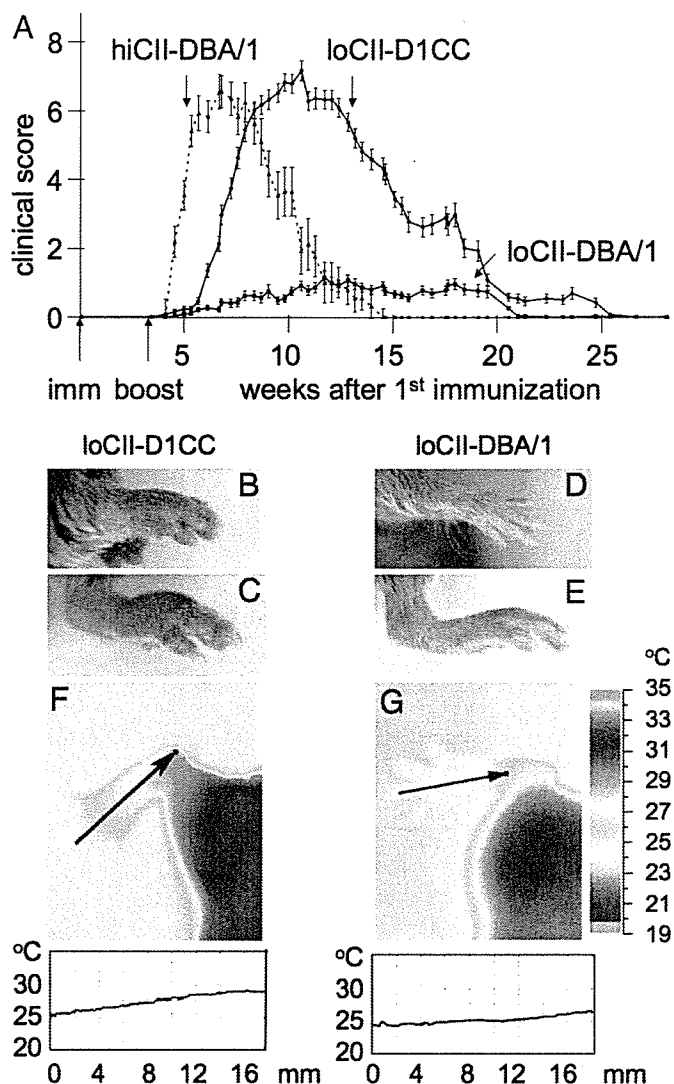 A
hiCII-DBA/1
loCII-D1CC
8
6
4
2
0
clinical score
loCII-DBA/1
5 10 15 20 25
imm boost weeks after 1st immunization
loCII-D1CC
loCII-DBA/1
B
D
C
E
F
G
°C
35
33
31
29
27
25
23
21
19
°C
30
25
20
0 4 8 12 16 mm
°C
30
25
20
0 4 8 12 16 mm